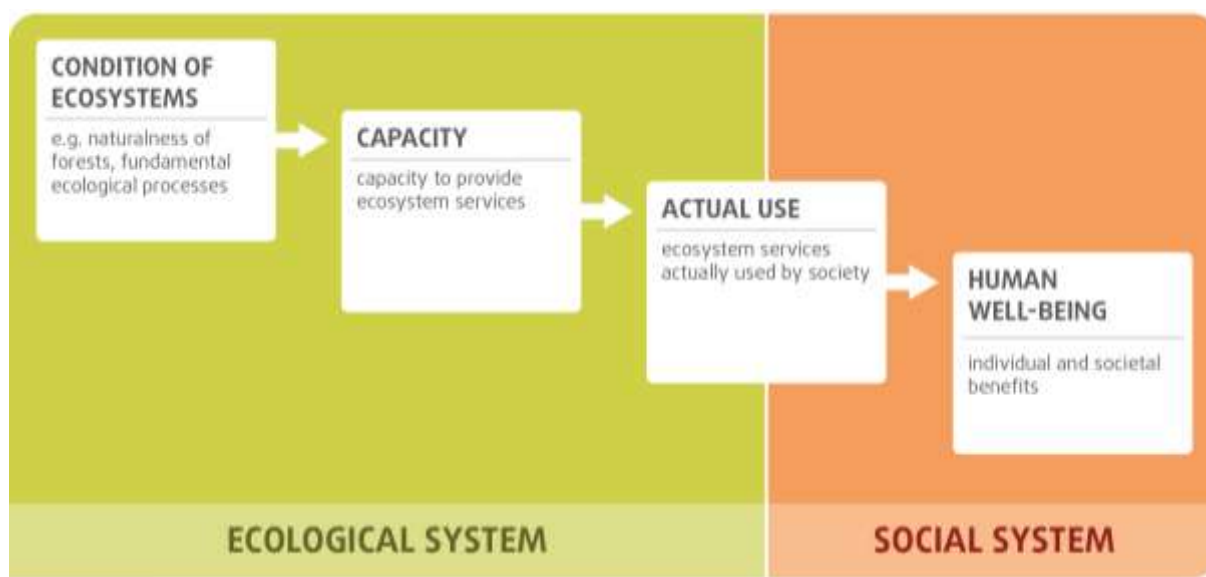 CONDITION OF
ECOSYSTEMS
e.g. naturalness of
forests, fundamental
ecological processes
CAPACITY
capacity to provide
ecosystem services
ACTUAL USE
ecosystem services
actually used by society
HUMAN
WELL-BEING
individual and societal
benefits
ECOLOGICAL SYSTEM
SOCIAL SYSTEM